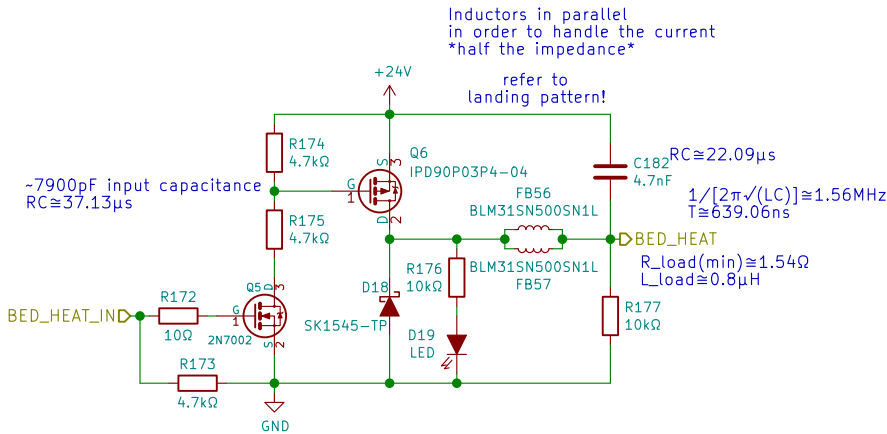 Inductors in parallel
in order to handle the current
*half the impedance*
refer to
landing pattern!
+24V
R174
4.7kΩ
Q6
IPD90P03P4-04
S
3
G
1
D
2
C182
4.7nF
RC≅22.09µs
~7900pF input capacitance
RC≅37.13µs
FB56
BLM31SN500SN1L
1/[2π√(LC)]≅1.56MHz
T≅639.06ns
R175
4.7kΩ
BED_HEAT
BLM31SN500SN1L
FB57
R_load(min)≅1.54Ω
L_load≅0.8µH
R176
10kΩ
D18
SK1545-TP
Q5
D
3
G
1
S
2
2N7002
BED_HEAT_IN
R172
10Ω
R177
10kΩ
D19
LED
R173
4.7kΩ
GND